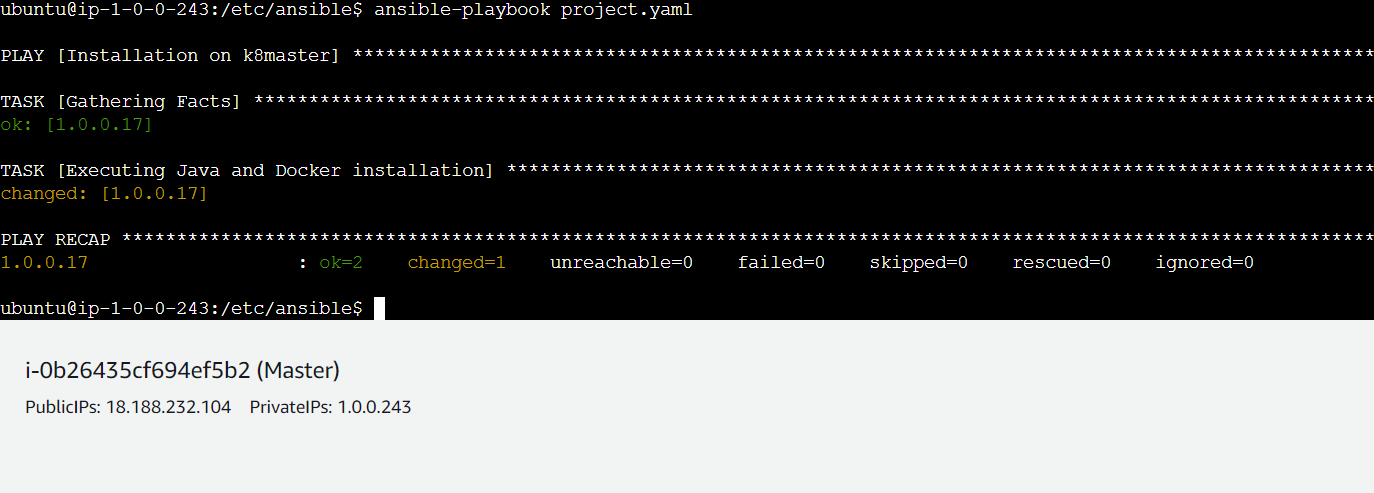 ubuntu@ip-1-0-0-243:/etc/ansible$ ansible-playbook project.yaml
PLAY [Installation on k8master] *********************************************************************************************
TASK [Gathering Facts] ******************************************************************************************************
ok: [1.0.0.17]
TASK [Executing Java and Docker installation] *******************************************************************************
changed: [1.0.0.17]
PLAY RECAP ******************************************************************************************************************
1.0.0.17                   : ok=2    changed=1    unreachable=0    failed=0    skipped=0    rescued=0    ignored=0
ubuntu@ip-1-0-0-243:/etc/ansible$
i-0b26435cf694ef5b2 (Master)
PublicIPs: 18.188.232.104    PrivateIPs: 1.0.0.243